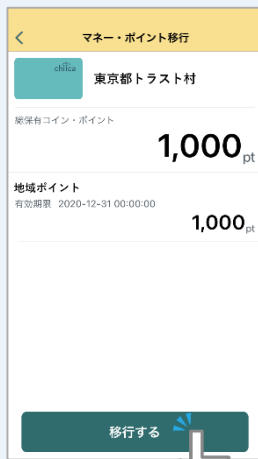 マネー・ポイント移行
chiica
東京都トラスト村
総保有コイン・ポイント
1,000pt
地域ポイント
有効期限 2020-12-31 00:00:00
1,000pt
移行する